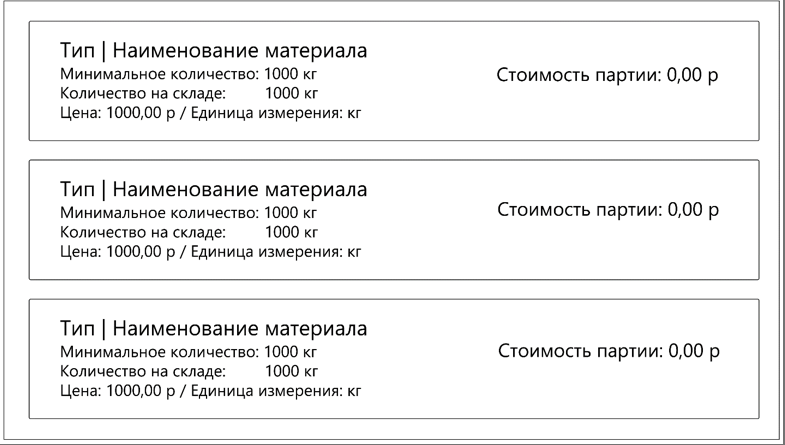 Тип | Наименование материала
Минимальное количество: 1000 кг
Стоимость партии: 0,00 р
Количество на складе: 1000 кг
Цена: 1000,00 р / Единица измерения: кг
Тип | Наименование материала
Минимальное количество: 1000 кг
Стоимость партии: 0,00 р
Количество на складе: 1000 кг
Цена: 1000,00 р / Единица измерения: кг
Тип | Наименование материала
Минимальное количество: 1000 кг
Стоимость партии: 0,00 р
Количество на складе: 1000 кг
Цена: 1000,00 р / Единица измерения: кг